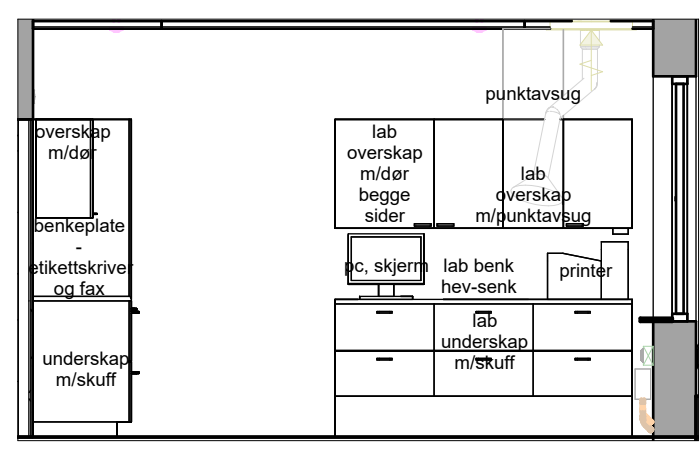 punktavsug
overskap
m/dør
lab
overskap
m/dør
begge
sider
lab
overskap
m/punktavsug
benkeplate
-
etikettskriver
og fax
pc, skjerm
lab benk
hev-senk
printer
lab
underskap
m/skuff
underskap
m/skuff